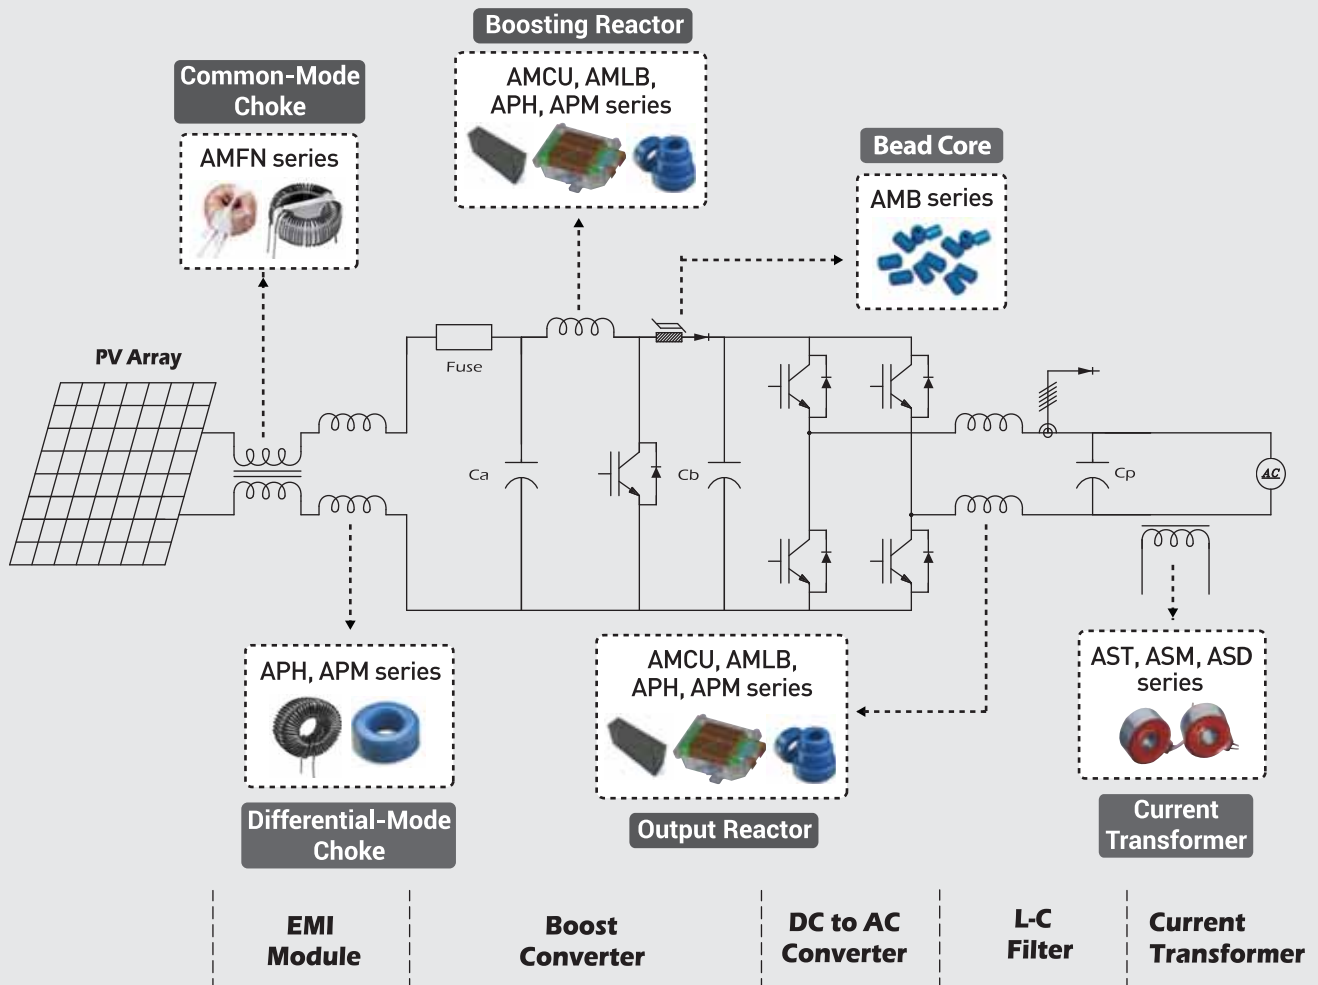 Boosting Reactor
AMCU, AMLB,
APH, APM series
Common-Mode
Choke
AMFN series
Bead Core
AMB series
PV Array
Fuse
Ca
Cb
Cp
AC
APH, APM series
Differential-Mode
Choke
AMCU, AMLB,
APH, APM series
Output Reactor
AST, ASM, ASD
series
Current
Transformer
EMI
Module
Boost
Converter
DC to AC
Converter
L-C
Filter
Current
Transformer